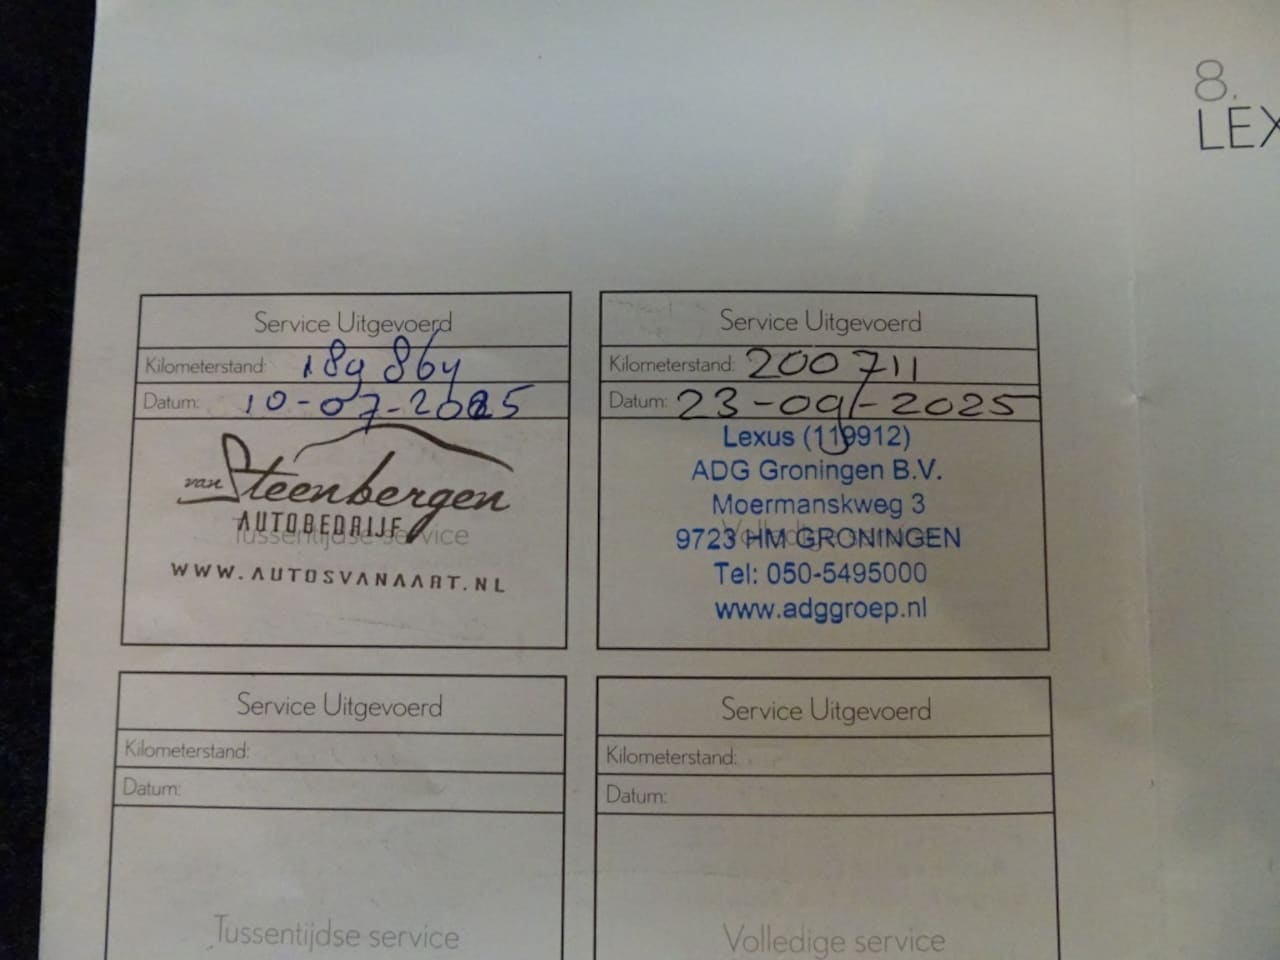 8.
LEX
Service Uitgevoerd
Kilometerstand: 189 864
Datum: 10-07-2025
van Steenbergen
AUTOBEDRIJF
Tussentijdse service
WWW.AUTOSVANAART.NL
Service Uitgevoerd
Kilometerstand: 200711
Datum: 23-09-2025
Lexus (119912)
ADG Groningen B.V.
Moermanskweg 3
9723 HM GRONINGEN
Tel: 050-5495000
www.adggroep.nl
Service Uitgevoerd
Kilometerstand:
Datum:
Tussentijdse service
Service Uitgevoerd
Kilometerstand:
Datum:
Volledige service